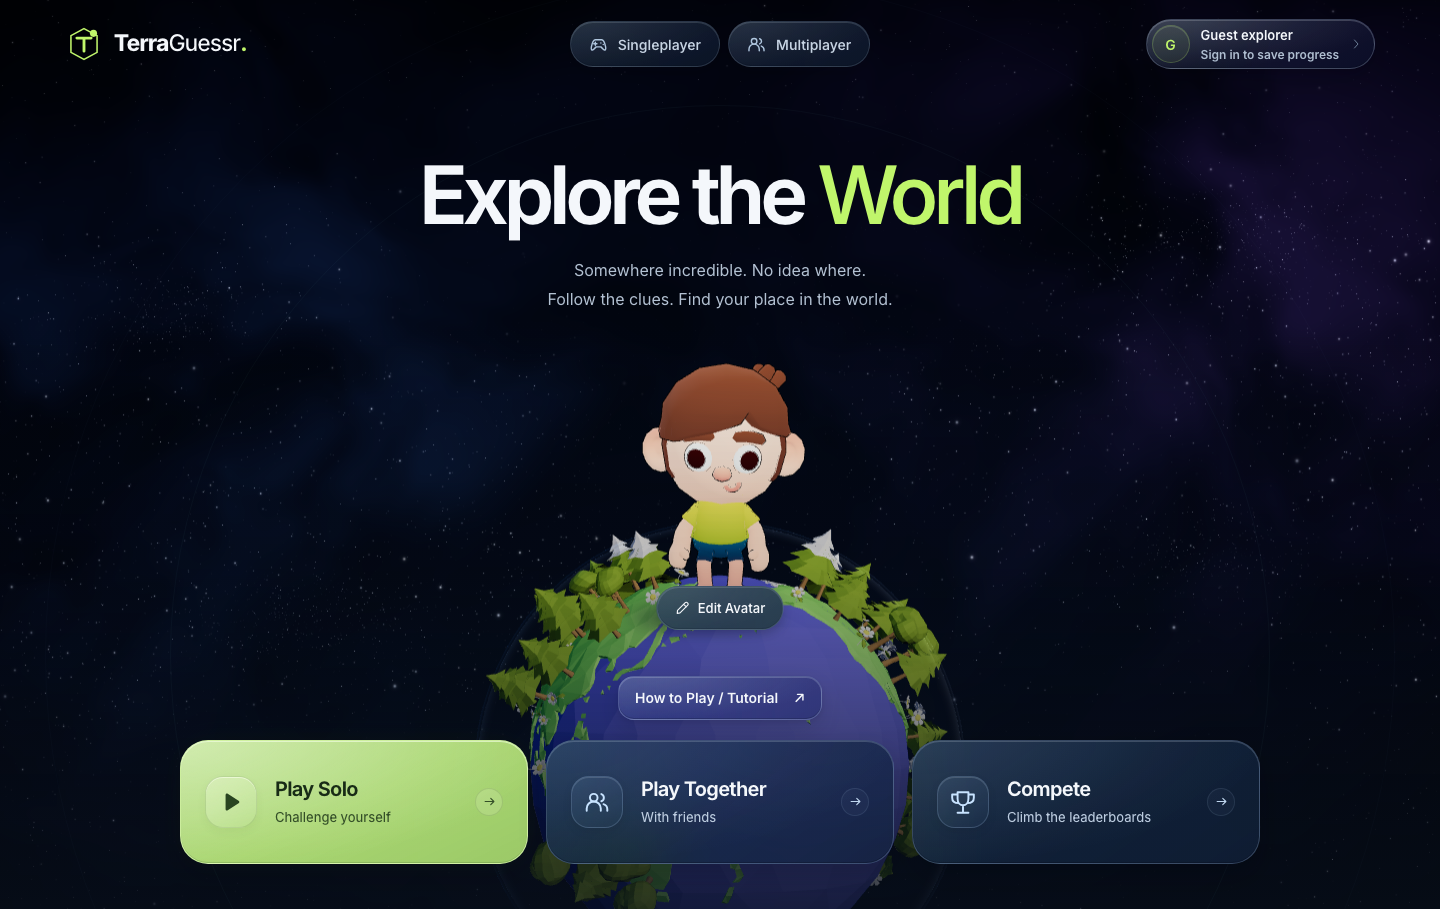 TerraGuessr.
Singleplayer
Multiplayer
G
Guest explorer
Sign in to save progress
Explore the World
Somewhere incredible. No idea where.
Follow the clues. Find your place in the world.
Edit Avatar
How to Play / Tutorial
Play Solo
Challenge yourself
Play Together
With friends
Compete
Climb the leaderboards